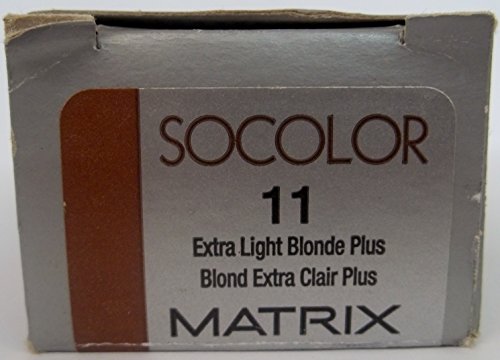 SOCOLOR
11
Extra Light Blonde Plus
Blond Extra Clair Plus
MATRIX